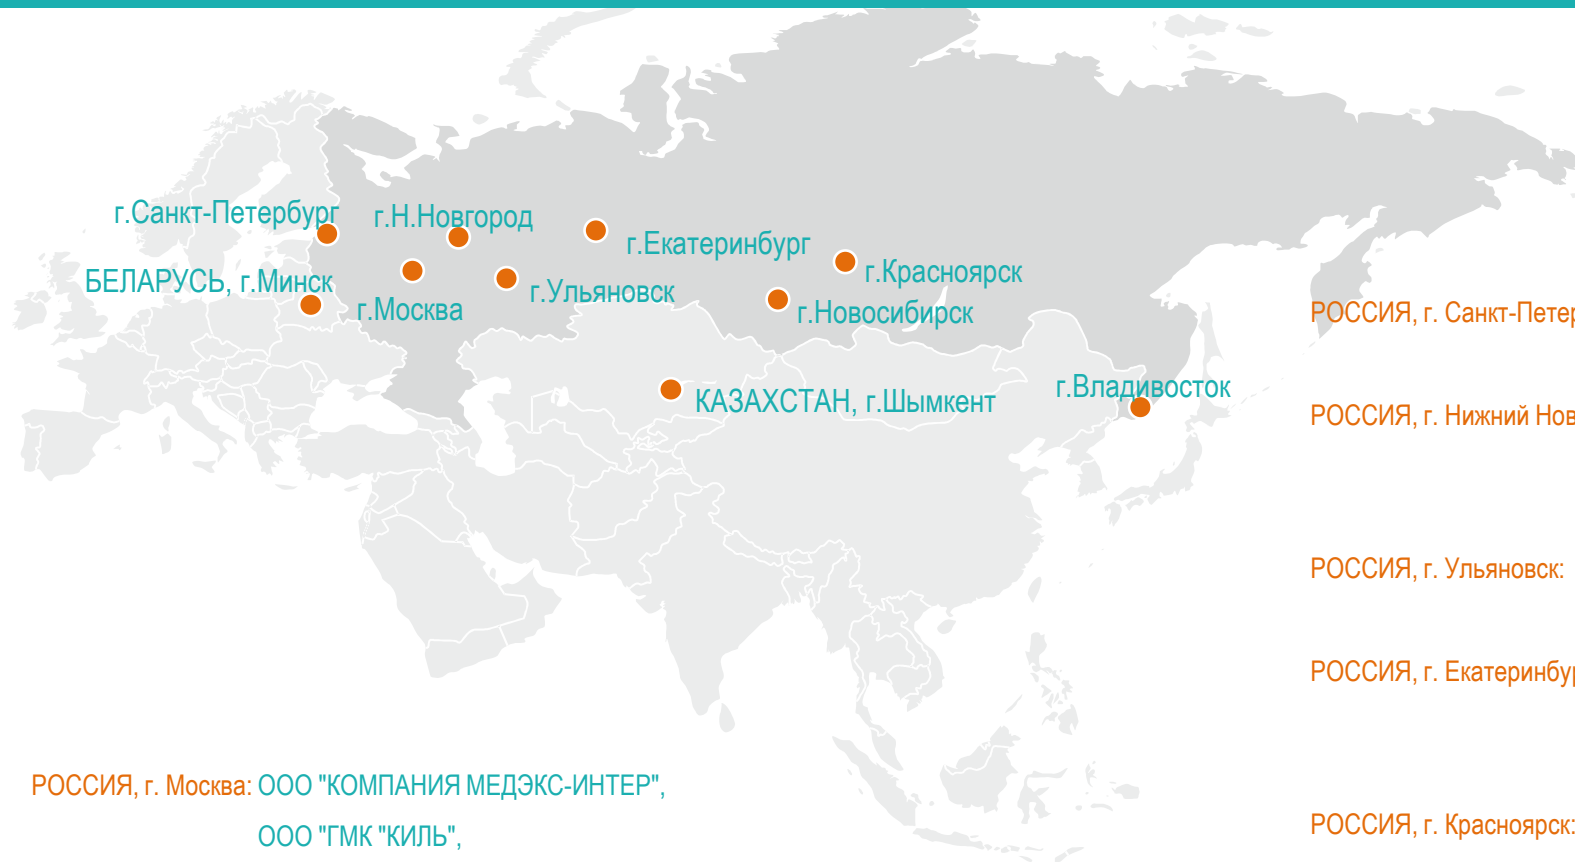 г.Санкт-Петербург
г.Н.Новгород
г.Екатеринбург
г.Красноярск
БЕЛАРУСЬ, г.Минск
г.Ульяновск
г.Москва
г.Новосибирск
КАЗАХСТАН, г.Шымкент
г.Владивосток
РОССИЯ, г. Москва: ООО "КОМПАНИЯ МЕДЭКС-ИНТЕР",
ООО "ГМК "КИЛЬ",
РОССИЯ, г. Санкт-Петер
РОССИЯ, г. Нижний Нов
РОССИЯ, г. Ульяновск:
РОССИЯ, г. Екатеринбур
РОССИЯ, г. Красноярск: